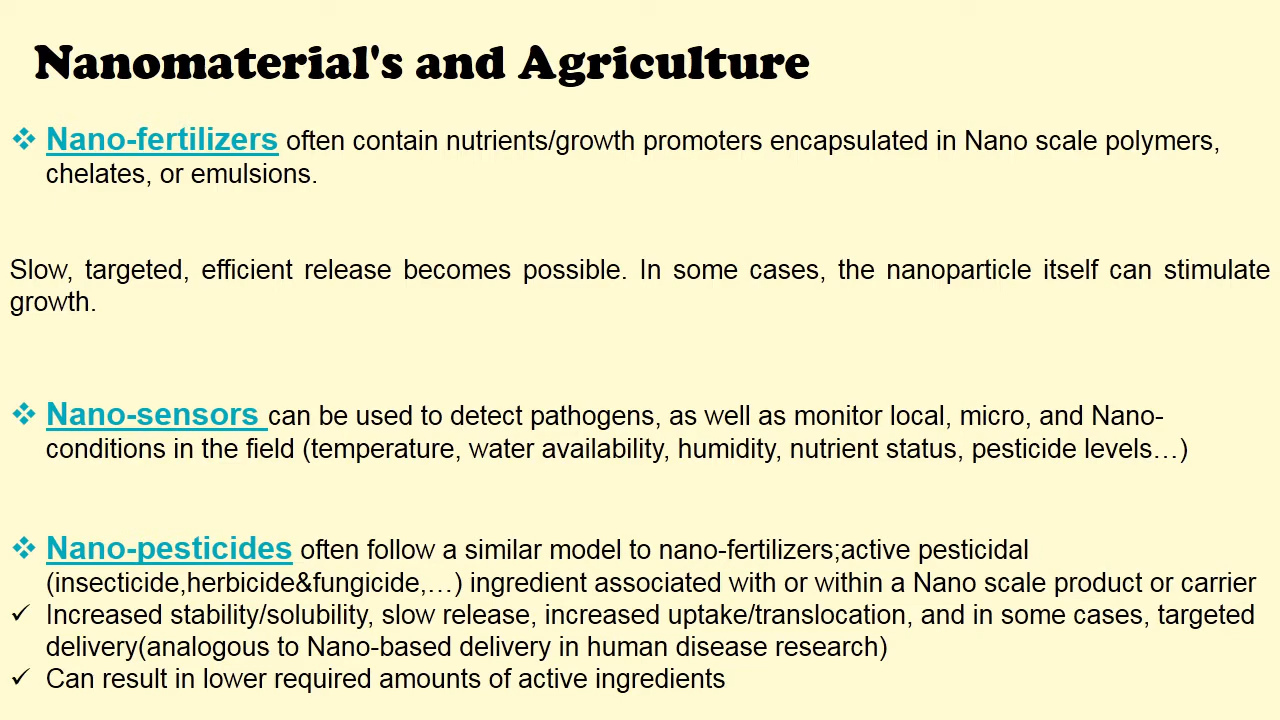 Nanomaterial's and Agriculture
❖ Nano-fertilizers often contain nutrients/growth promoters encapsulated in Nano scale polymers,
chelates, or emulsions.
Slow, targeted, efficient release becomes possible. In some cases, the nanoparticle itself can stimulate
growth.
❖ Nano-sensors can be used to detect pathogens, as well as monitor local, micro, and Nano-
conditions in the field (temperature, water availability, humidity, nutrient status, pesticide levels…)
❖ Nano-pesticides often follow a similar model to nano-fertilizers;active pesticidal
(insecticide,herbicide&fungicide,…) ingredient associated with or within a Nano scale product or carrier
✓ Increased stability/solubility, slow release, increased uptake/translocation, and in some cases, targeted
delivery(analogous to Nano-based delivery in human disease research)
✓ Can result in lower required amounts of active ingredients